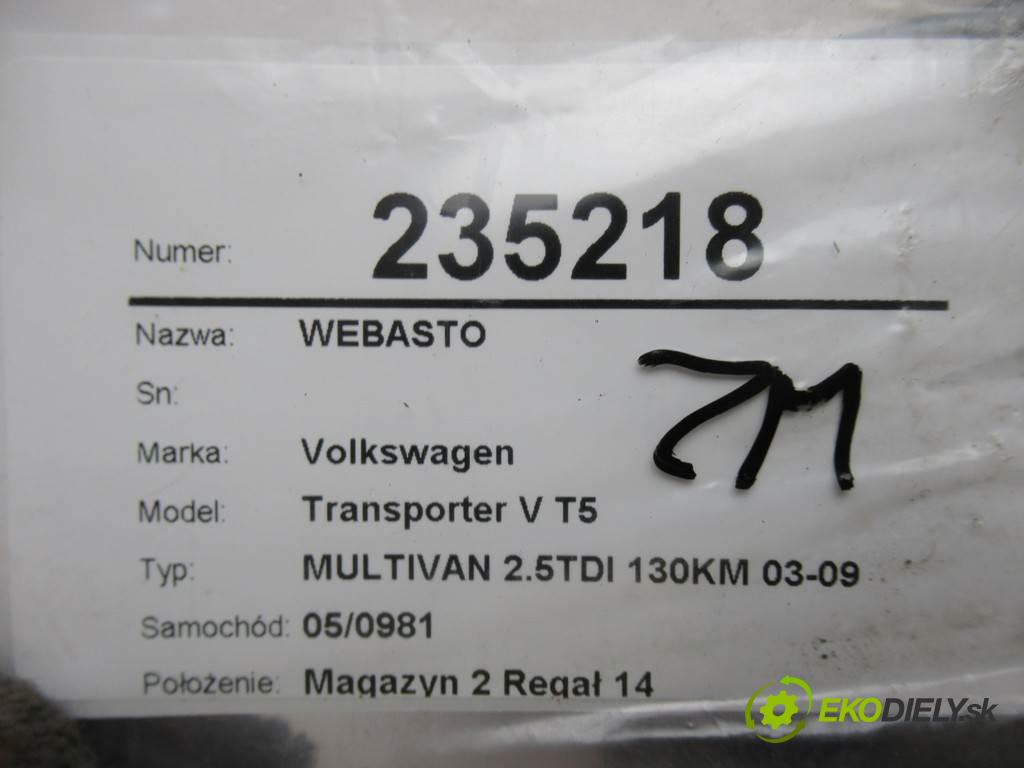 Numer: 235218
Nazwa: WEBASTO
Sn:
Marka: Volkswagen
Model: Transporter V T5
Typ: MULTIVAN 2.5TDI 130KM 03-09
Samochód: 05/0981
Położenie: Magazyn 2 Regał 14
EKODIELY.sk